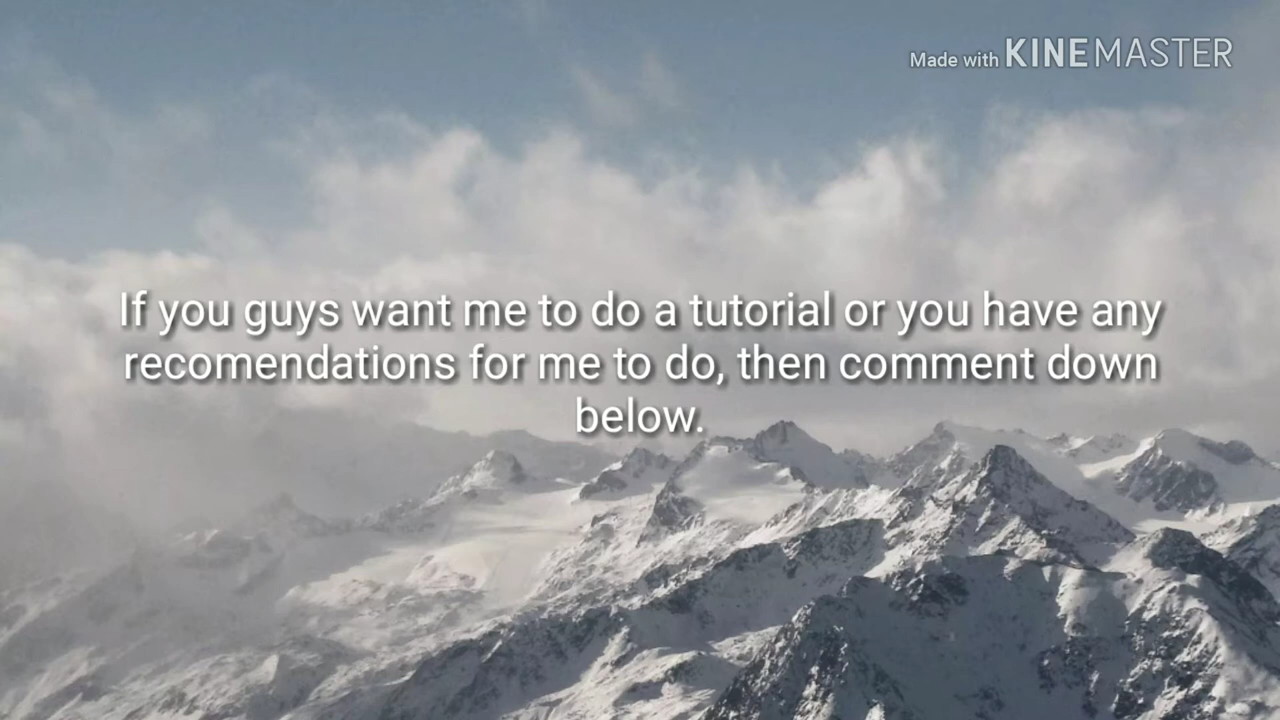 Made with KINEMASTER
If you guys want me to do a tutorial or you have any
recomendations for me to do, then comment down
below.